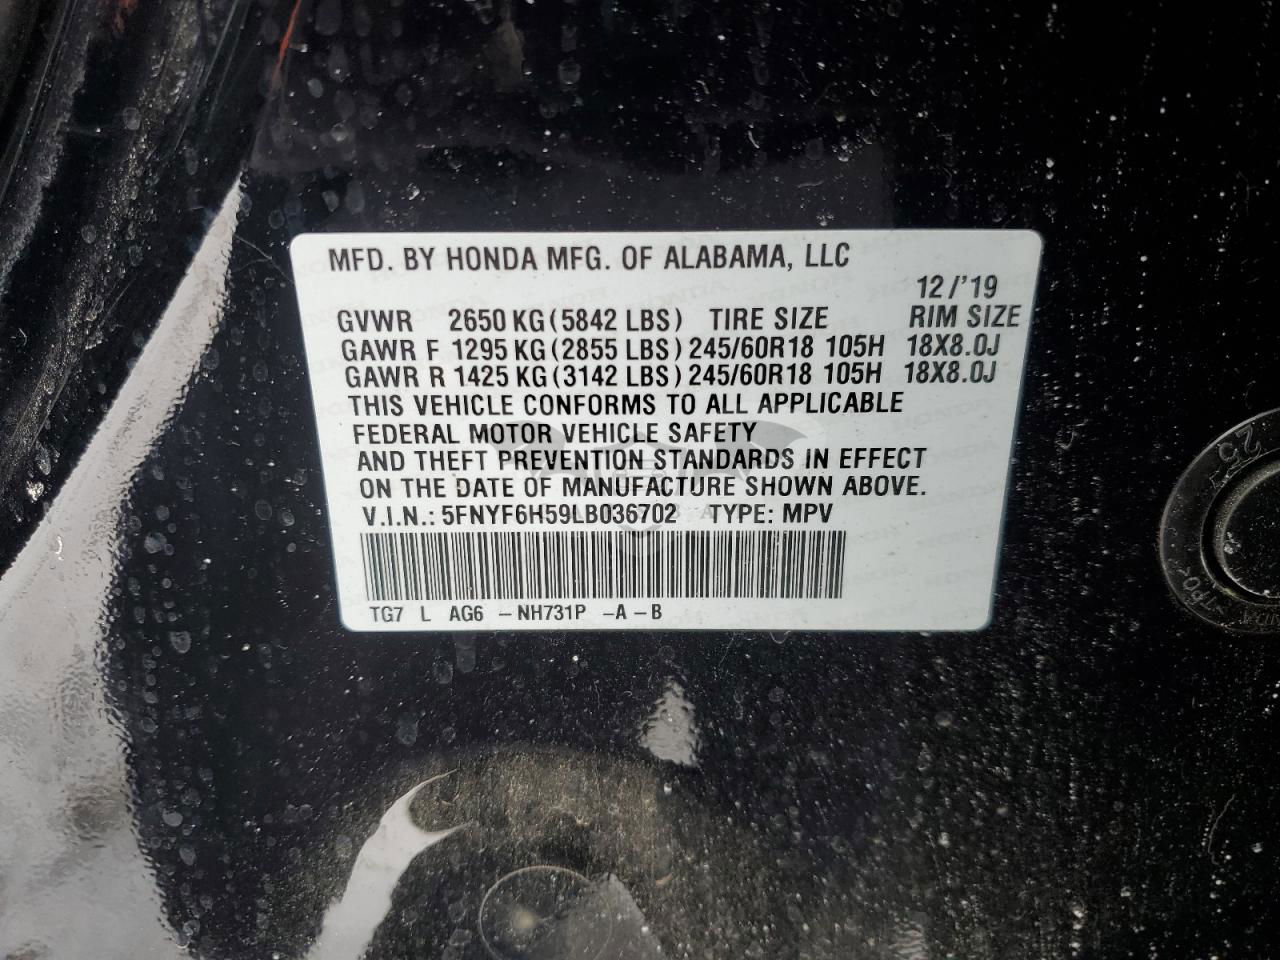 MFD. BY HONDA MFG. OF ALABAMA, LLC
12/'19
GVWR 2650 KG (5842 LBS) TIRE SIZE RIM SIZE
GAWR F 1295 KG (2855 LBS) 245/60R18 105H 18X8.0J
GAWR R 1425 KG (3142 LBS) 245/60R18 105H 18X8.0J
THIS VEHICLE CONFORMS TO ALL APPLICABLE
FEDERAL MOTOR VEHICLE SAFETY
AND THEFT PREVENTION STANDARDS IN EFFECT
ON THE DATE OF MANUFACTURE SHOWN ABOVE.
V.I.N.: 5FNYF6H59LB036702 TYPE: MPV
TG7 L AG6 -NH731P -A-B
25